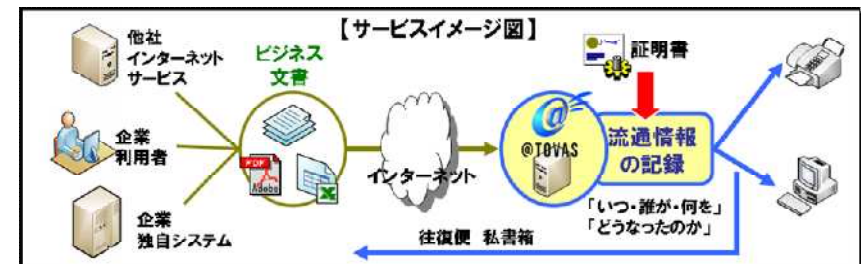 【サービスイメージ図】
他社
インターネット
サービス
企業
利用者
企業
独自システム
ビジネス
文書
PDF
Adobe
インターネット
@
@TOVAS
証明書
流通情報
の記録
「いつ・誰が・何を」
「どうなったのか」
往復便 私書箱